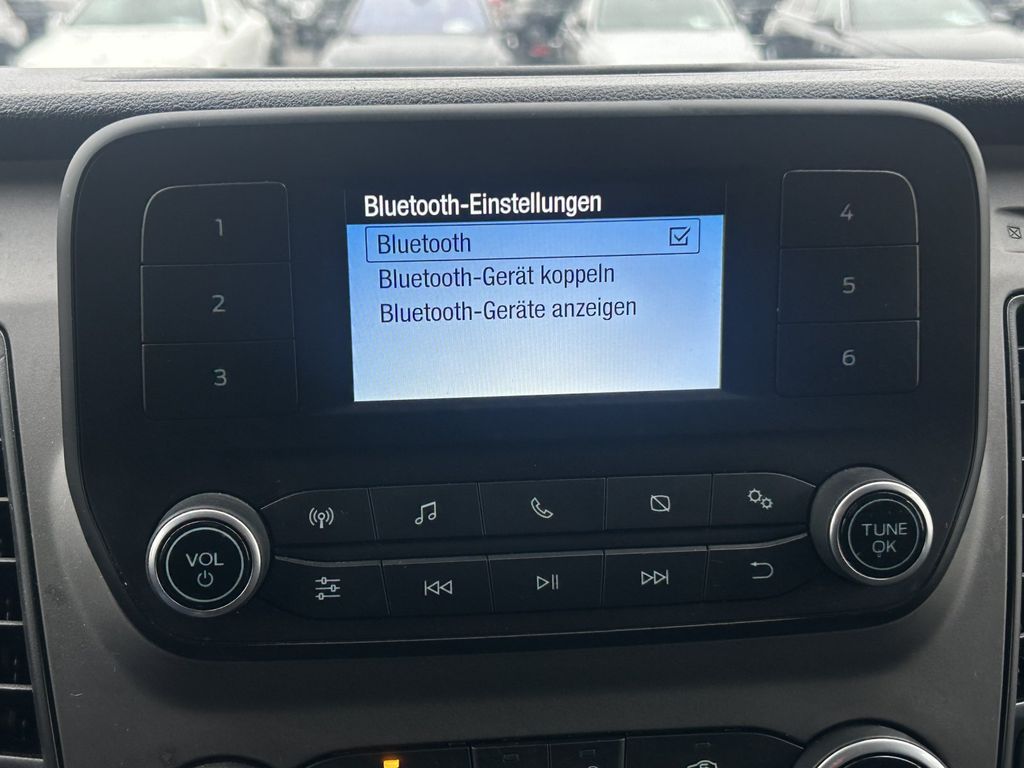 Bluetooth-Einstellungen
Bluetooth
Bluetooth-Gerät koppeln
Bluetooth-Geräte anzeigen
1
2
3
4
5
6
VOL
TUNE
OK